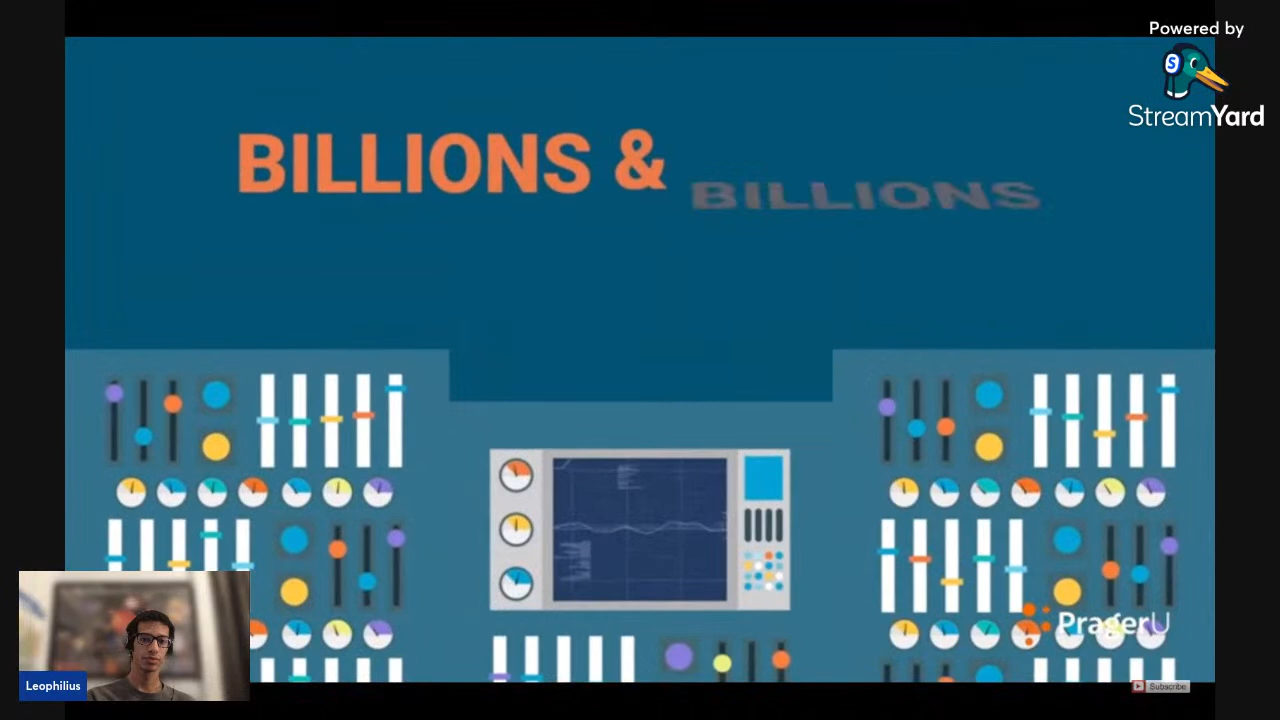 Powered by
StreamYard
BILLIONS & BILLIONS
PragerU
Leophilius
Subscribe